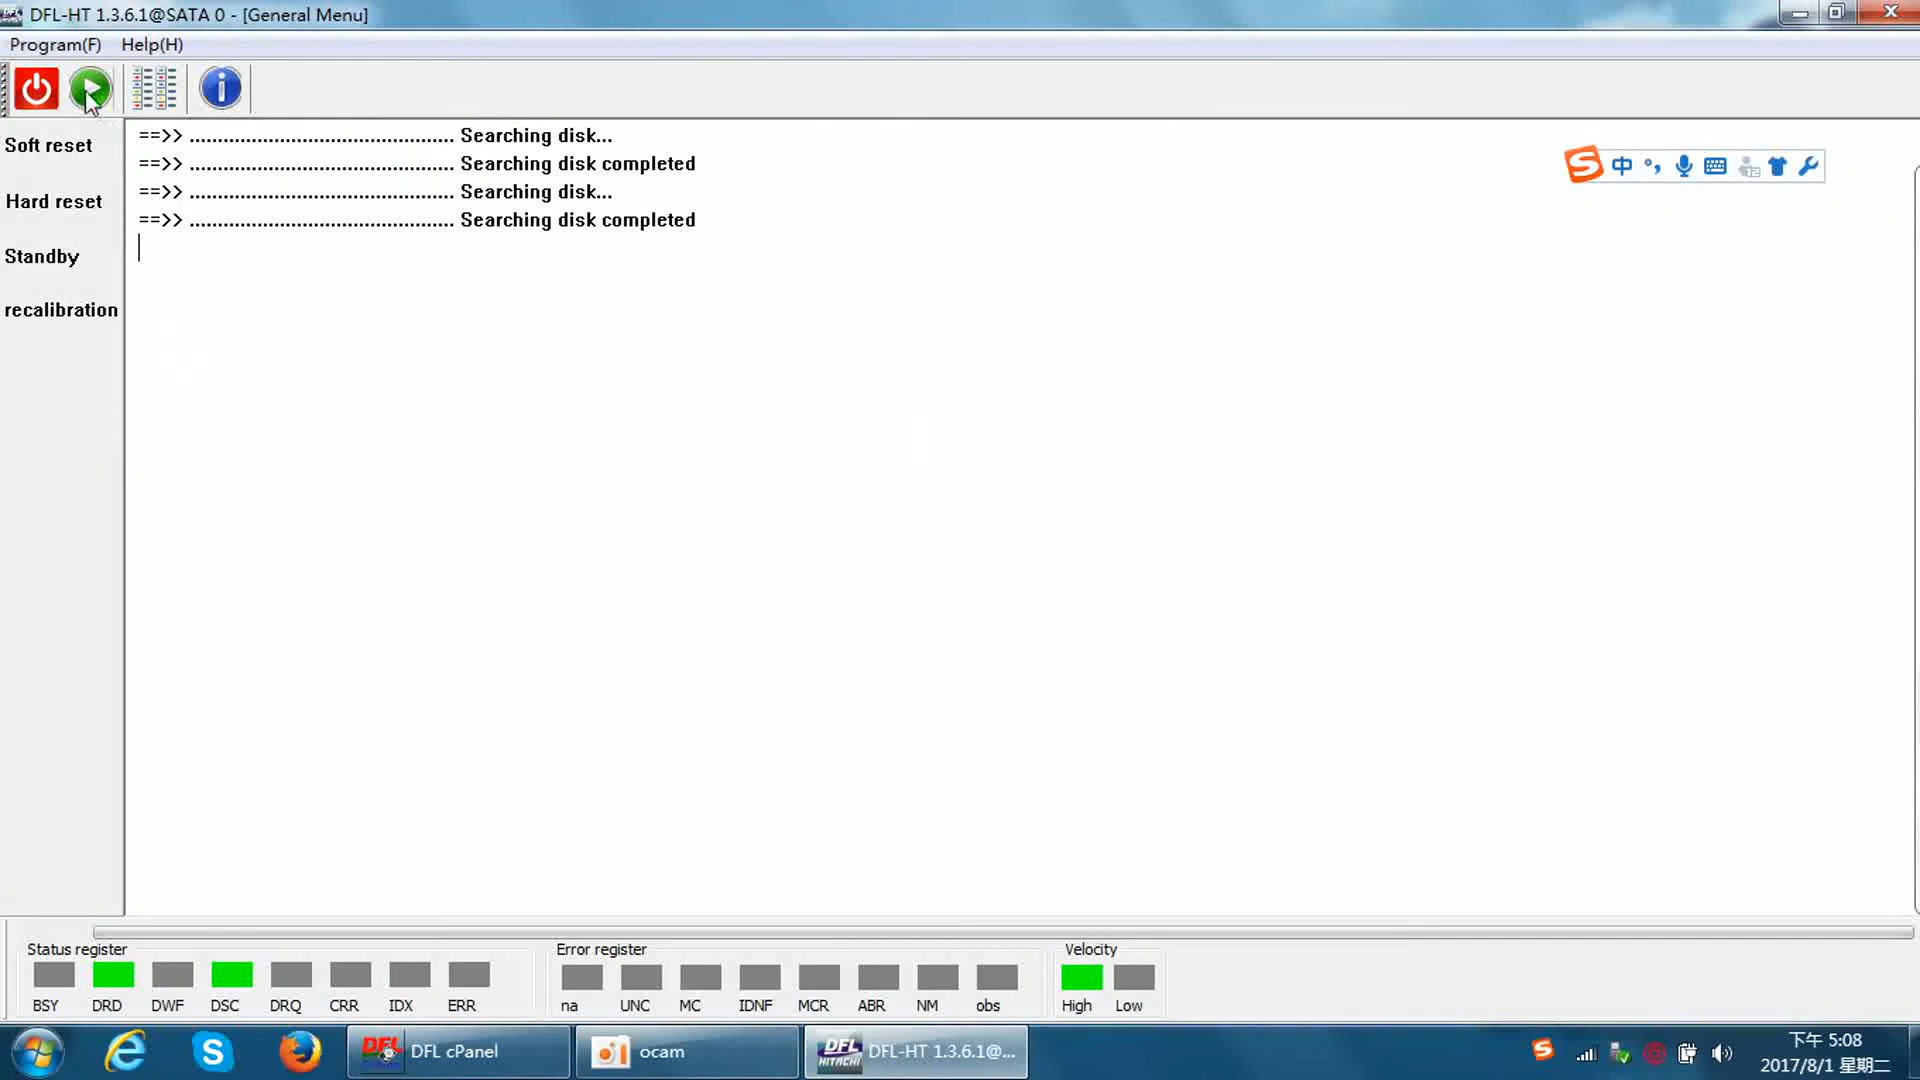 DFL-HT 1.3.6.1@SATA 0 - [General Menu]
Program(F) Help(H)
Soft reset
Hard reset
Standby
recalibration
==>> ............................................... Searching disk...
==>> ............................................... Searching disk completed
==>> ............................................... Searching disk...
==>> ............................................... Searching disk completed
S 中 °,
Status register
BSY DRD DWF DSC DRQ CRR IDX ERR
Error register
na UNC MC IDNF MCR ABR NM obs
Velocity
High Low
DFL DFL cPanel
ocam
DFL HITACHI DFL-HT 1.3.6.1@...
下午 5:08
2017/8/1 星期二